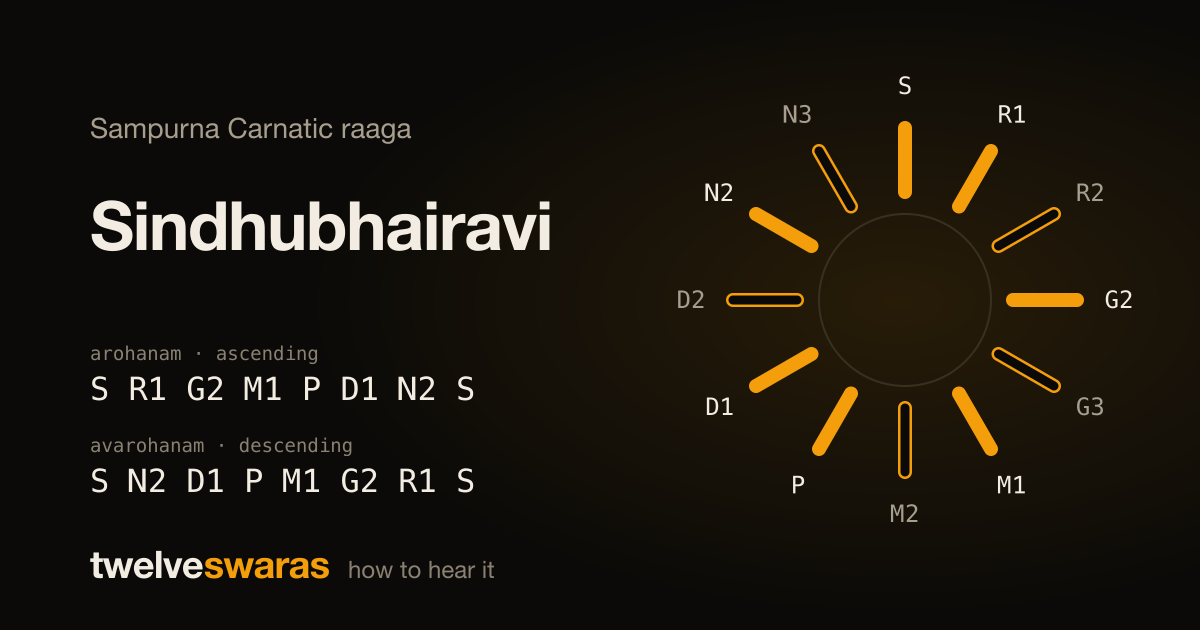 Sampurna Carnatic raaga
Sindhubhairavi
arohanam · ascending
S R1 G2 M1 P D1 N2 S
avarohanam · descending
S N2 D1 P M1 G2 R1 S
twelveswaras how to hear it
S
R1
R2
G2
G3
M1
M2
P
D1
D2
N2
N3